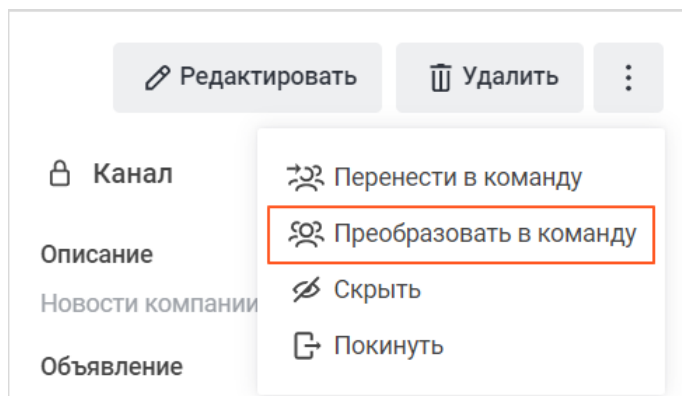 Редактировать
Удалить
Канал
Перенести в команду
Преобразовать в команду
Описание
Скрыть
Новости компании
Покинуть
Объявление